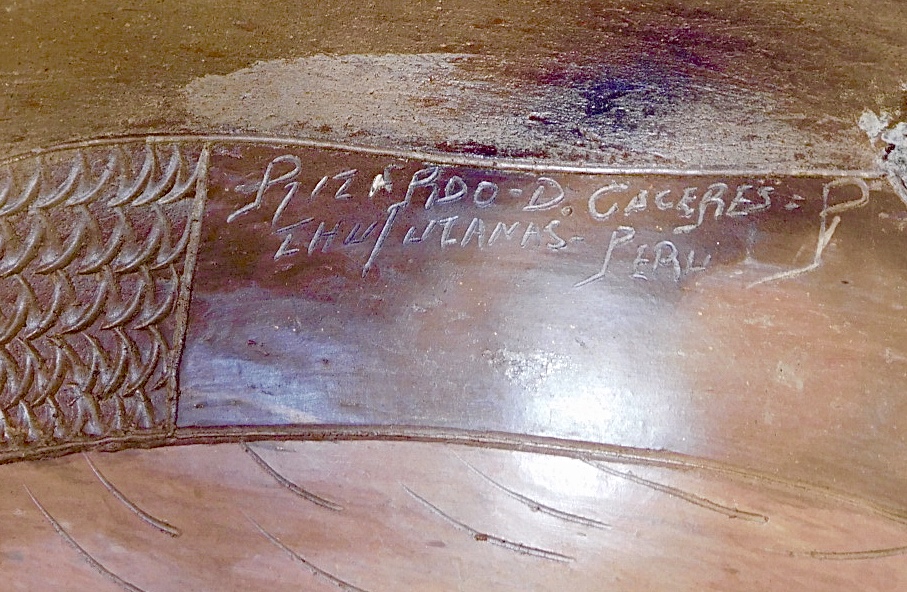 RICARDO-D. CACERES-
CHULUCANAS- PERU